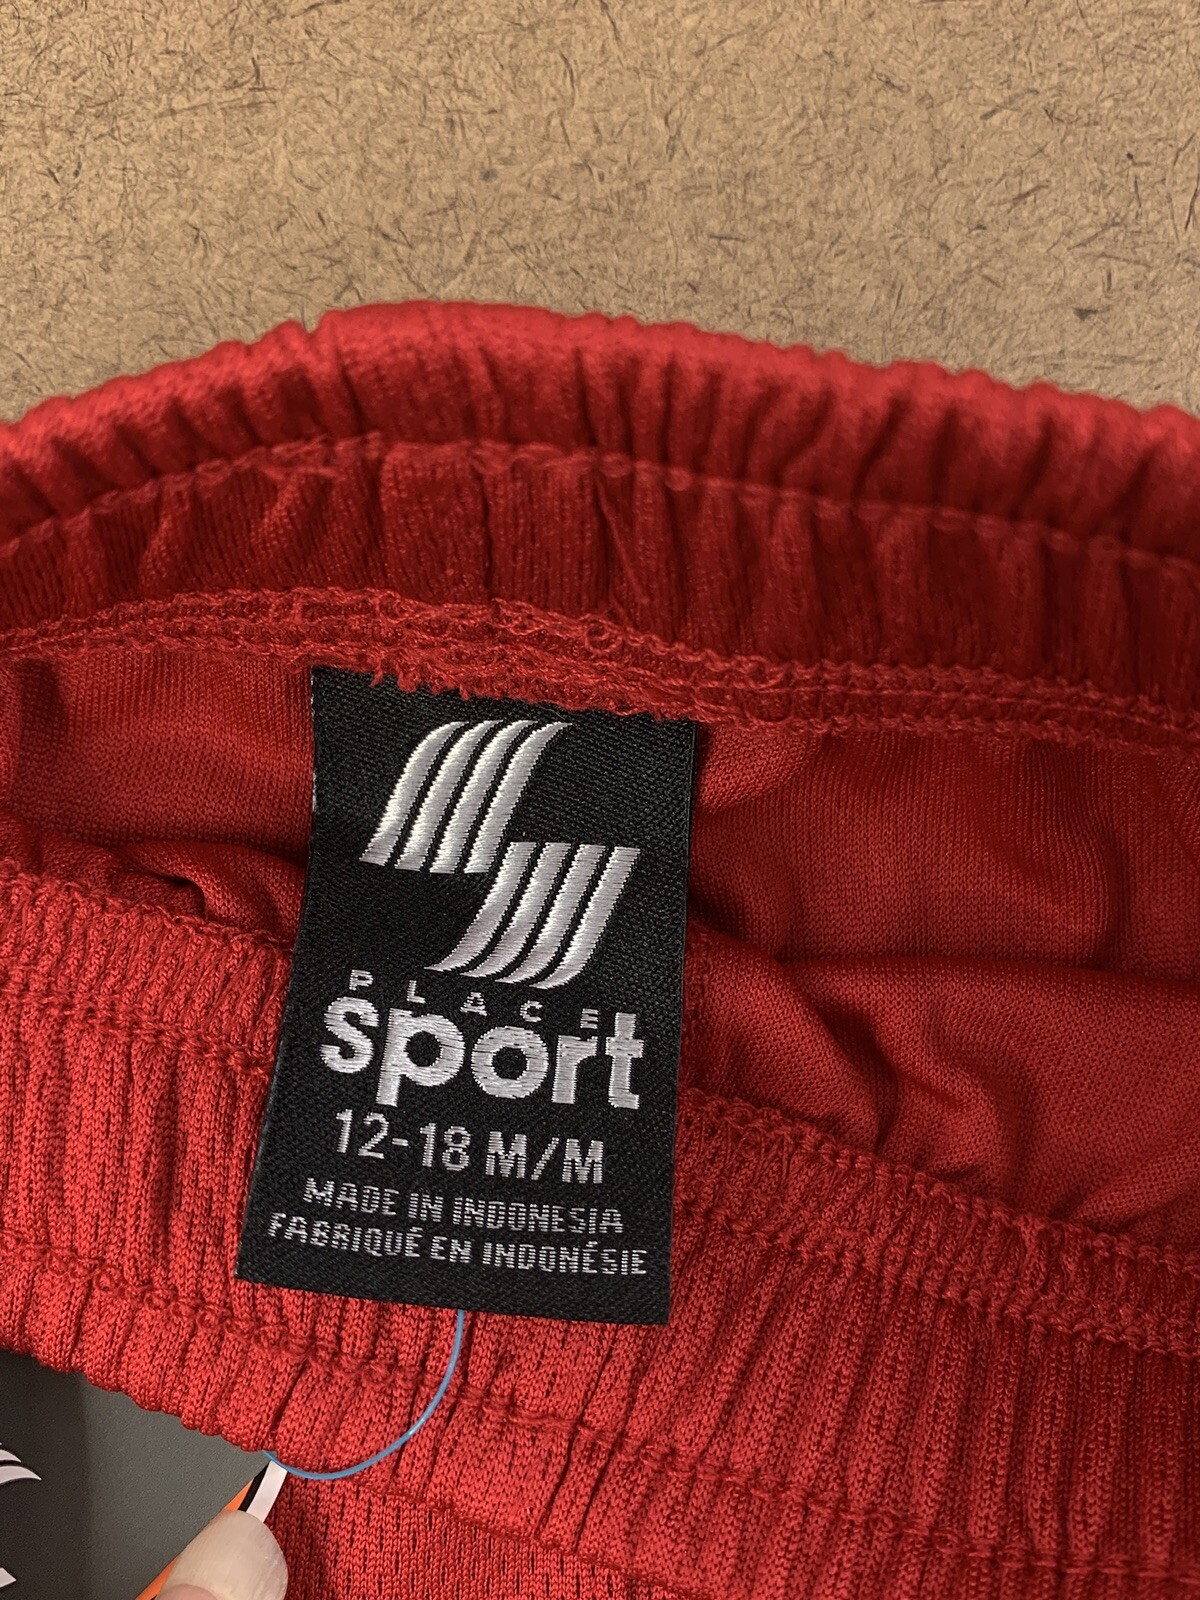 PLACE
sport
12-18 M/M
MADE IN INDONESIA
FABRIQUÉ EN INDONÉSIE